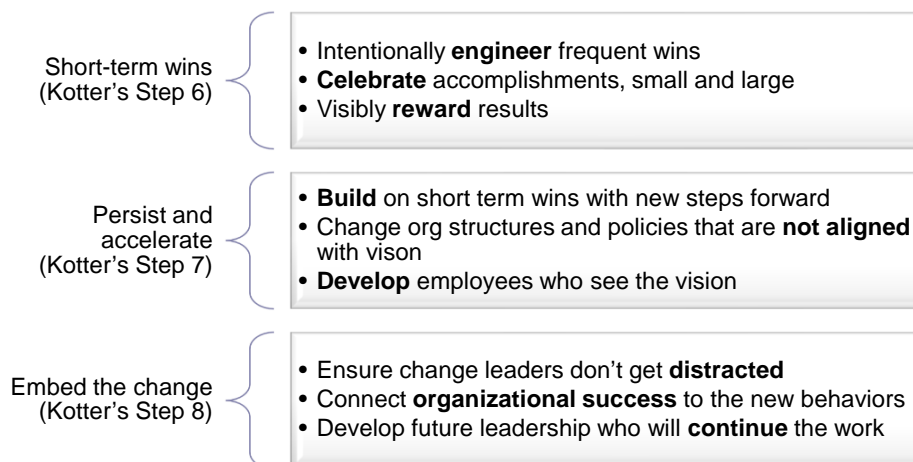 Short-term wins
(Kotter’s Step 6)
• Intentionally engineer frequent wins
• Celebrate accomplishments, small and large
• Visibly reward results
Persist and
accelerate
(Kotter’s Step 7)
• Build on short term wins with new steps forward
• Change org structures and policies that are not aligned
with vison
• Develop employees who see the vision
Embed the change
(Kotter’s Step 8)
• Ensure change leaders don’t get distracted
• Connect organizational success to the new behaviors
• Develop future leadership who will continue the work